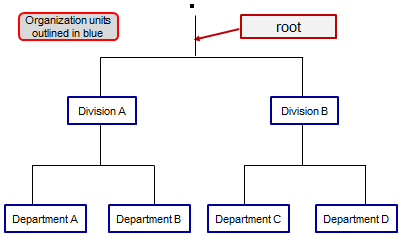 Organization units
outlined in blue
root
Division A
Division B
Department A
Department B
Department C
Department D